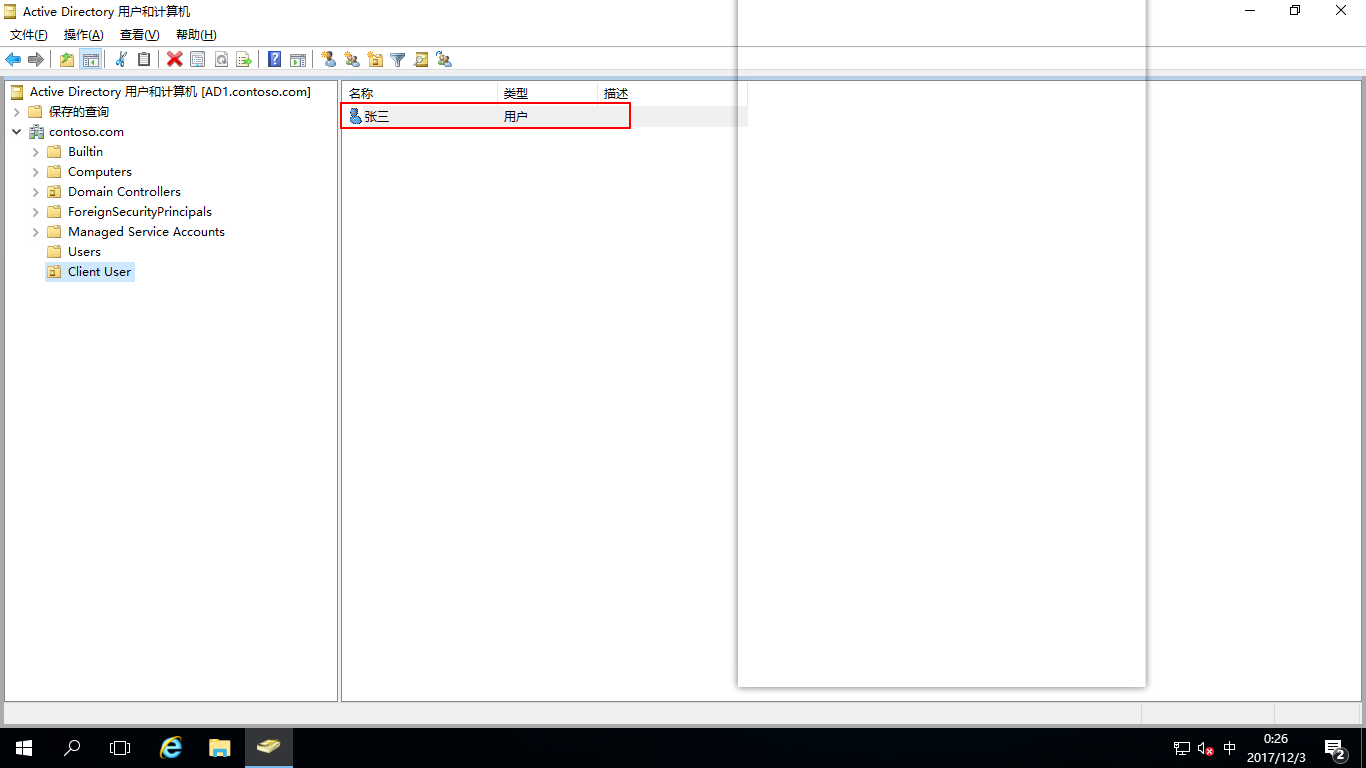 Active Directory 用户和计算机
文件(F) 操作(A) 查看(V) 帮助(H)
Active Directory 用户和计算机 [AD1.contoso.com]
保存的查询
contoso.com
Builtin
Computers
Domain Controllers
ForeignSecurityPrincipals
Managed Service Accounts
Users
Client User
名称 类型 描述
张三 用户
中
0:26
2017/12/3
2